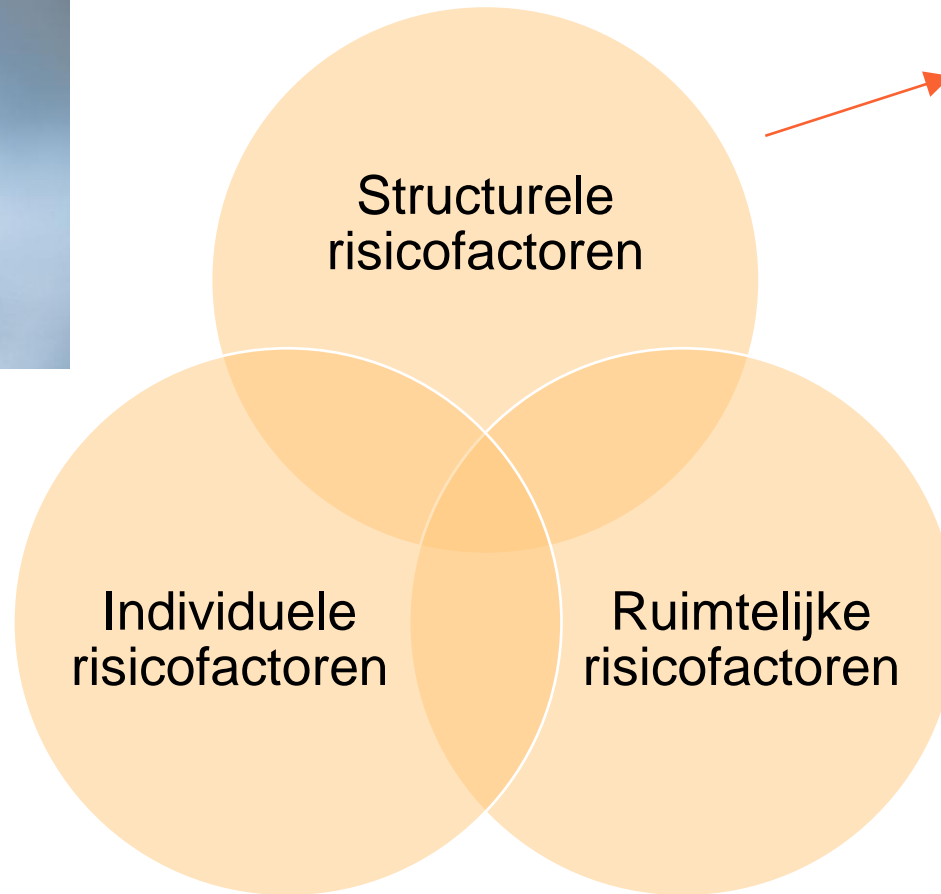 Structurele
risicofactoren
Individuele
risicofactoren
Ruimtelijke
risicofactoren